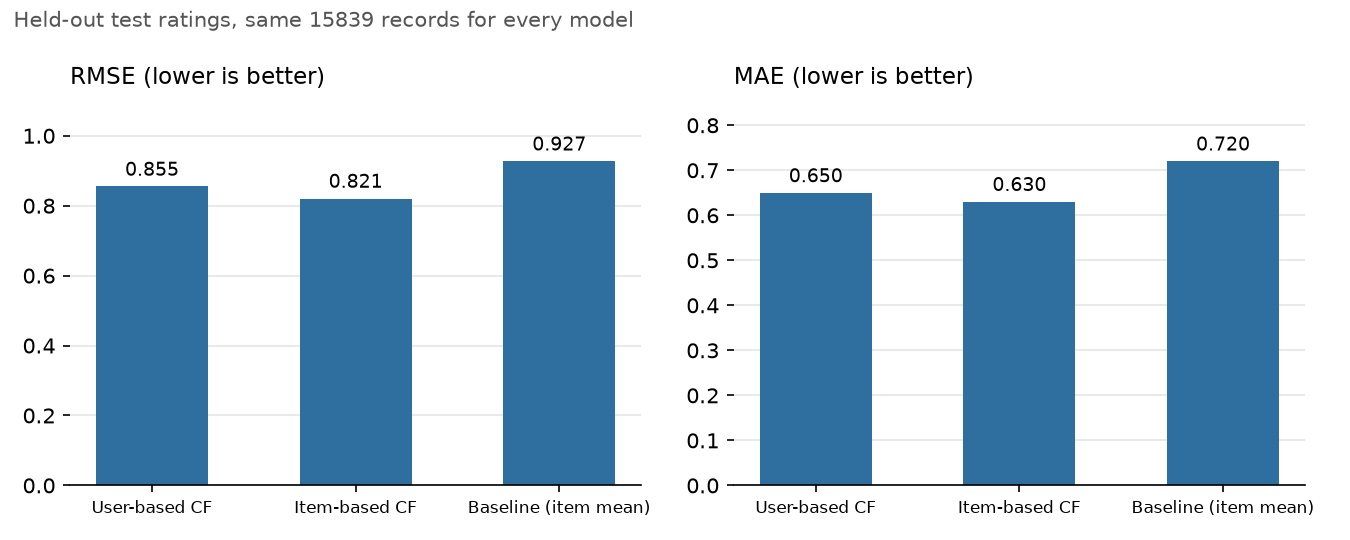 Held-out test ratings, same 15839 records for every model
RMSE (lower is better)
1.0
0.8
0.6
0.4
0.2
0.0
0.855
0.821
0.927
User-based CF
Item-based CF
Baseline (item mean)
MAE (lower is better)
0.8
0.7
0.6
0.5
0.4
0.3
0.2
0.1
0.0
0.650
0.630
0.720
User-based CF
Item-based CF
Baseline (item mean)